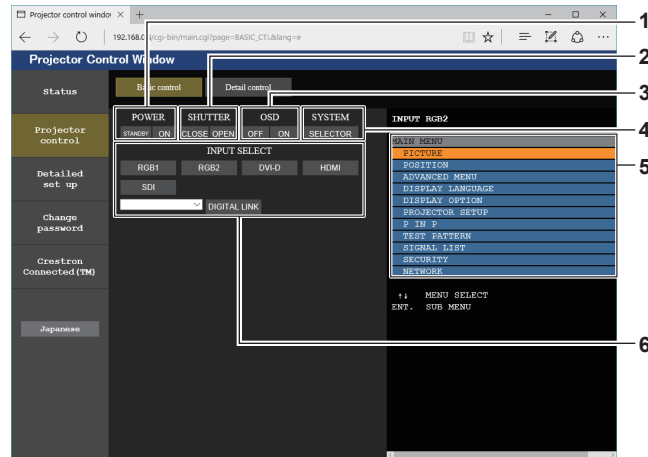 Projector control windov
192.168.0.8/cgi-bin/main.cgi?page=BASIC_CTL&lang=e
1
Projector Control Window
2
Status
Basic control
Detail control
3
POWER
SHUTTER
OSD
SYSTEM
STANDBY
ON
CLOSE
OPEN
OFF
ON
SELECTOR
INPUT RGB2
4
Projector
control
INPUT SELECT
RGB1
RGB2
DVI-D
HDMI
SDI
DIGITAL LINK
MAIN MENU
PICTURE
5
POSITION
ADVANCED MENU
DISPLAY LANGUAGE
DISPLAY OPTION
PROJECTOR SETUP
P IN P
TEST PATTERN
SIGNAL LIST
SECURITY
NETWORK
Detailed
set up
Change
password
Crestron
Connected(TM)
↑↓ MENU SELECT
ENT. SUB MENU
Japanese
6